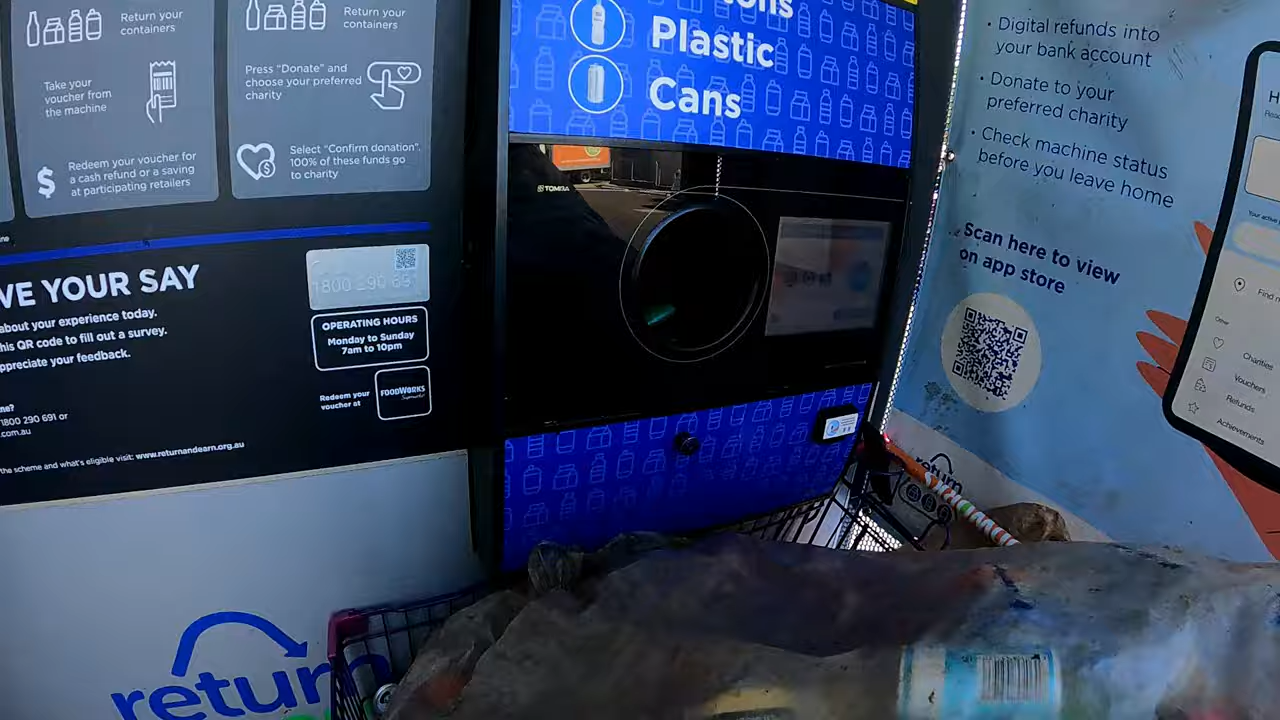 Return your
containers
Take your
voucher from
the machine
Redeem your voucher for
a cash refund or a saving
at participating retailers
Return your
containers
Press "Donate" and
choose your preferred
charity
Select "Confirm donation".
100% of these funds go
to charity
VE YOUR SAY
about your experience today.
his QR code to fill out a survey.
ppreciate your feedback.
1800 290 691
OPERATING HOURS
Monday to Sunday
7am to 10pm
Redeem your
voucher at
FOODWORKS
Supermarket
ne?
1800 290 691 or
.com.au
the scheme and what's eligible visit: www.returnandearn.org.au
return
Plastic
Cans
TOMRA
• Digital refunds into
your bank account
• Donate to your
preferred charity
• Check machine status
before you leave home
Scan here to view
on app store
return
Charities
Vouchers
Refunds
Achievements